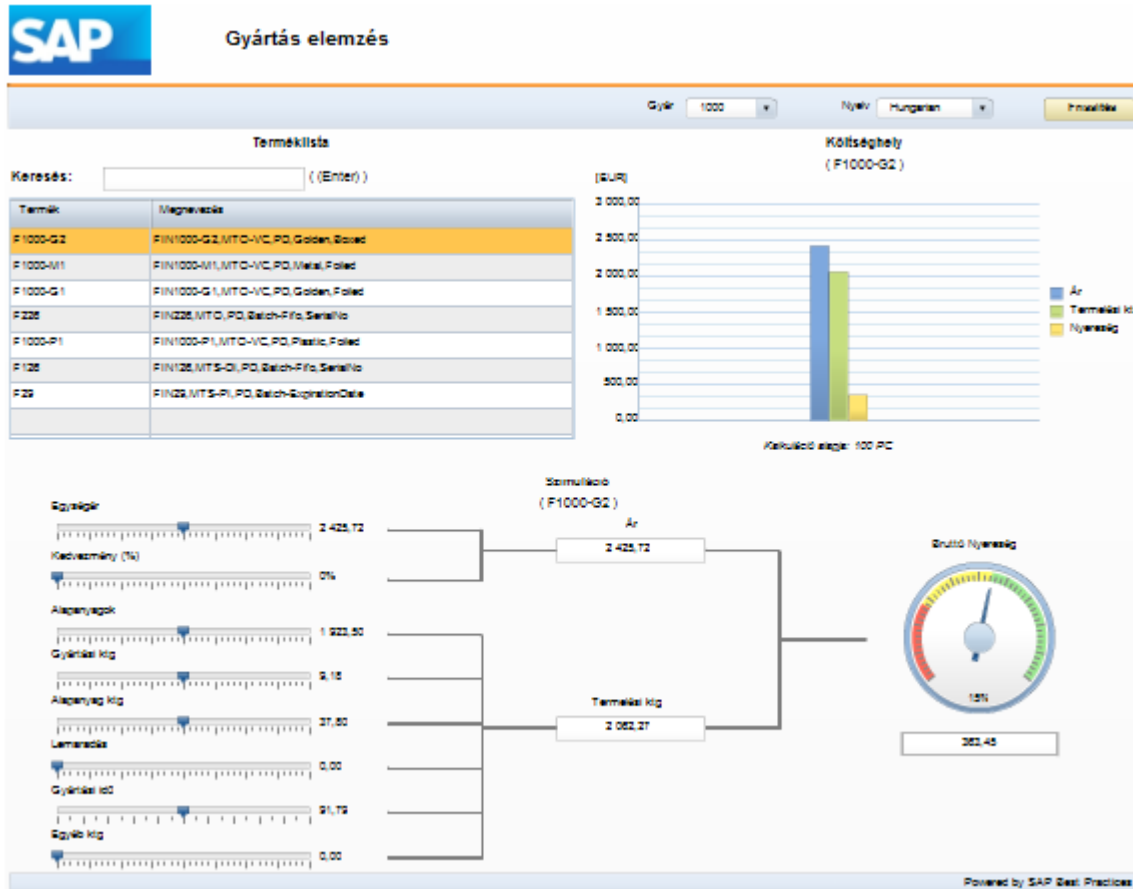 SAP
Gyártás elemzés
Gyár 1000 Nyelv Hungarian Frissítés
Terméklista
Keresés: ( (Enter) )
Termék Megnevezés
F1000-G2 FIN1000-G2,MTO-VC,PD,Golden,Boxed
F1000-M1 FIN1000-M1,MTO-VC,PD,Metal,Foiled
F1000-G1 FIN1000-G1,MTO-VC,PD,Golden,Foiled
F226 FIN226,MTO,PD,Batch-Fifo,SerialNo
F1000-P1 FIN1000-P1,MTO-VC,PD,Plastic,Foiled
F126 FIN126,MTS-DI,PD,Batch-Fifo,SerialNo
F29 FIN29,MTS-PI,PD,Batch-ExpirationDate
Költséghely
( F1000-G2 )
[EUR]
3 000,00
2 500,00
2 000,00
1 500,00
1 000,00
500,00
0,00
Ár
Termelési ktg
Nyereség
Kalkuláció alapja: 100 PC
Szimuláció
( F1000-G2 )
Egységár
2 425,72
Kedvezmény (%)
0%
Alapanyagok
1 923,50
Gyártási ktg
9,18
Alapanyag ktg
37,80
Lemaradás
0,00
Gyártási idő
91,79
Egyéb ktg
0,00
Ár
2 425,72
Termelési ktg
2 062,27
Bruttó Nyereség
15%
363,45
Powered by SAP Best Practices